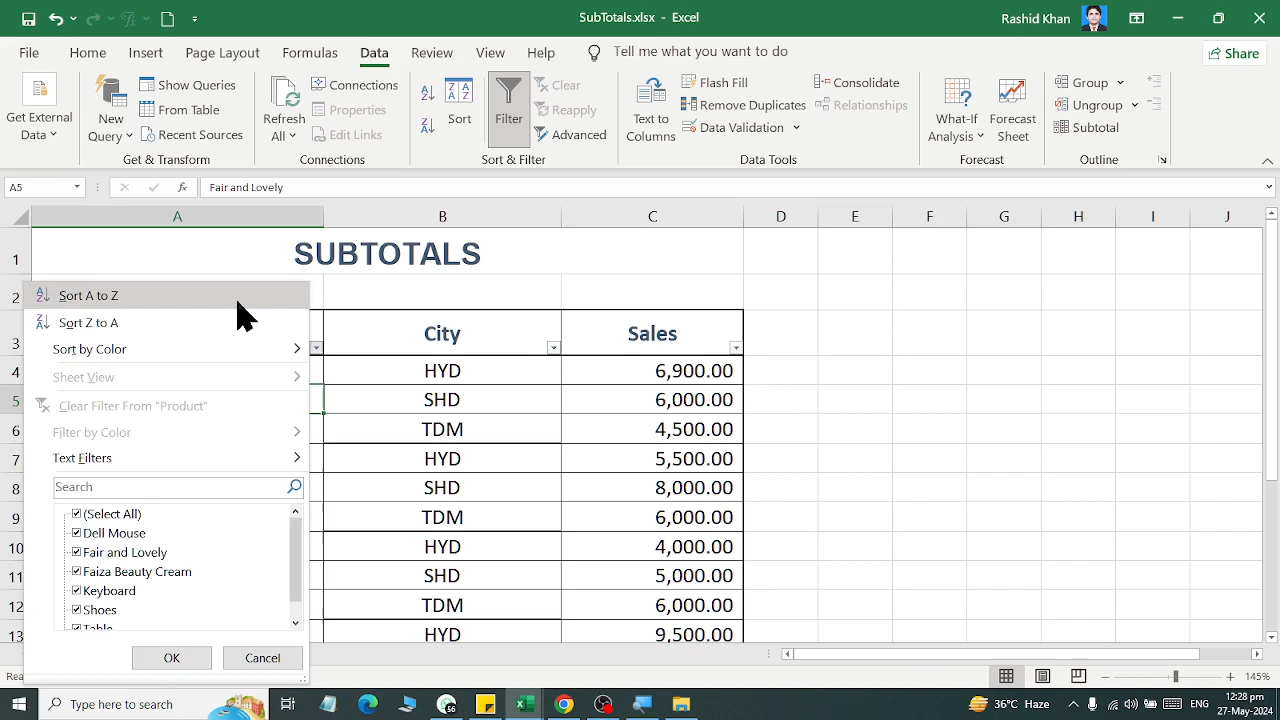 SubTotals.xlsx - Excel
Rashid Khan
File Home Insert Page Layout Formulas Data Review View Help Tell me what you want to do Share
Get External Data
New Query
Show Queries
From Table
Recent Sources
Get & Transform
Refresh All
Connections
Properties
Edit Links
Connections
Sort
Filter
Clear
Reapply
Advanced
Sort & Filter
Text to Columns
Flash Fill
Remove Duplicates
Data Validation
Consolidate
Relationships
Data Tools
What-If Analysis
Forecast Sheet
Forecast
Group
Ungroup
Subtotal
Outline
A5 fx Fair and Lovely
A B C D E F G H I J
1 SUBTOTALS
2
3 City Sales
4 HYD 6,900.00
5 SHD 6,000.00
6 TDM 4,500.00
7 HYD 5,500.00
8 SHD 8,000.00
9 TDM 6,000.00
10 HYD 4,000.00
11 SHD 5,000.00
12 TDM 6,000.00
13 HYD 9,500.00
Sort A to Z
Sort Z to A
Sort by Color
Sheet View
Clear Filter From "Product"
Filter by Color
Text Filters
Search
(Select All)
Dell Mouse
Fair and Lovely
Faiza Beauty Cream
Keyboard
Shoes
Table
OK Cancel
Rea
145%
Type here to search
39°C Haze
ENG
12:28 pm
27-May-2024